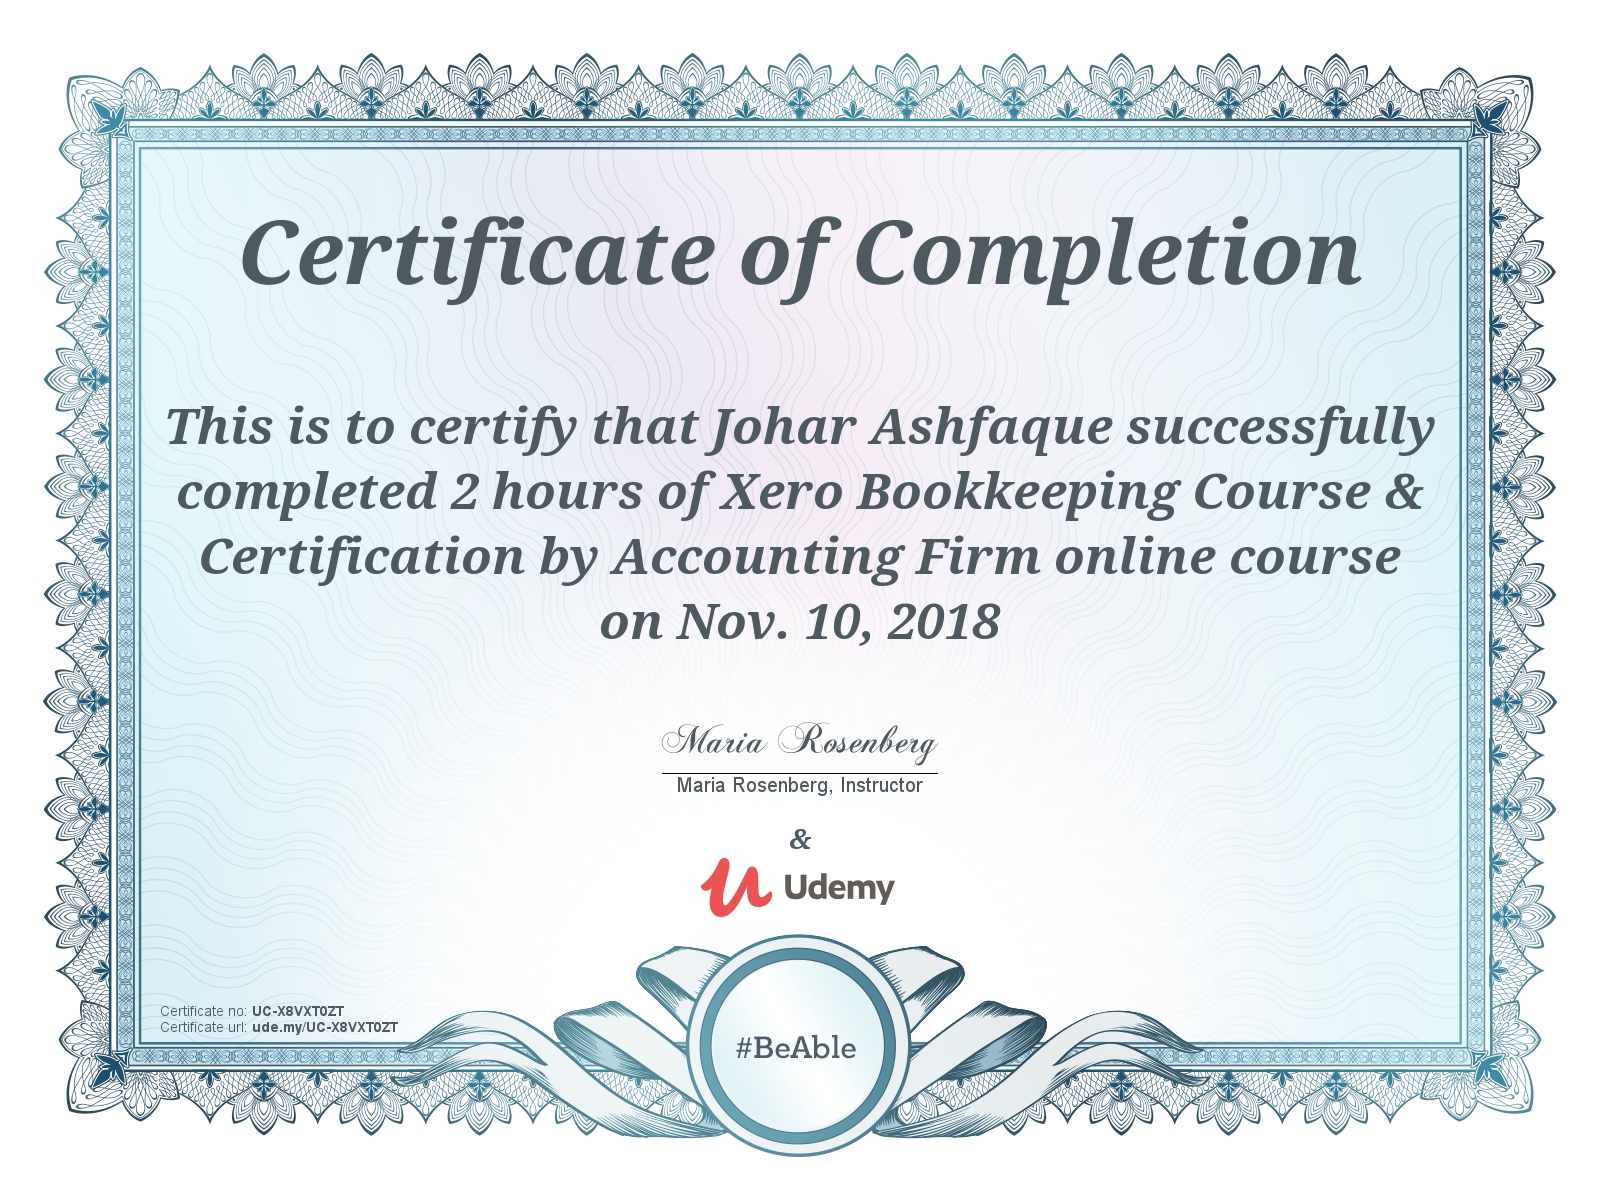 Certificate of Completion
This is to certify that Johar Ashfaque successfully
completed 2 hours of Xero Bookkeeping Course &
Certification by Accounting Firm online course
on Nov. 10, 2018
Maria Rosenberg
Maria Rosenberg, Instructor
&
Udemy
Certificate no: UC-X8VXT0ZT
Certificate url: ude.my/UC-X8VXT0ZT
#BeAble